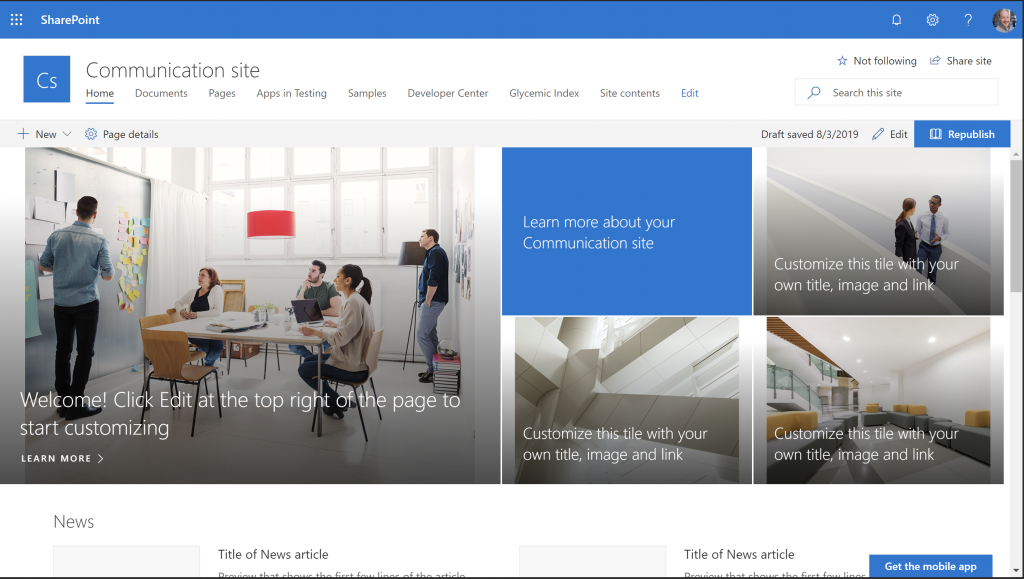 SharePoint
Cs
Communication site
Not following
Share site
Home
Documents
Pages
Apps in Testing
Samples
Developer Center
Glycemic Index
Site contents
Edit
Search this site
New
Page details
Draft saved 8/3/2019
Edit
Republish
Welcome! Click Edit at the top right of the page to
start customizing
LEARN MORE
Learn more about your
Communication site
Customize this tile with your
own title, image and link
Customize this tile with your
own title, image and link
Customize this tile with your
own title, image and link
News
Title of News article
Preview that shows the first few lines of the article
Title of News article
Preview that shows the first few lines
Get the mobile app